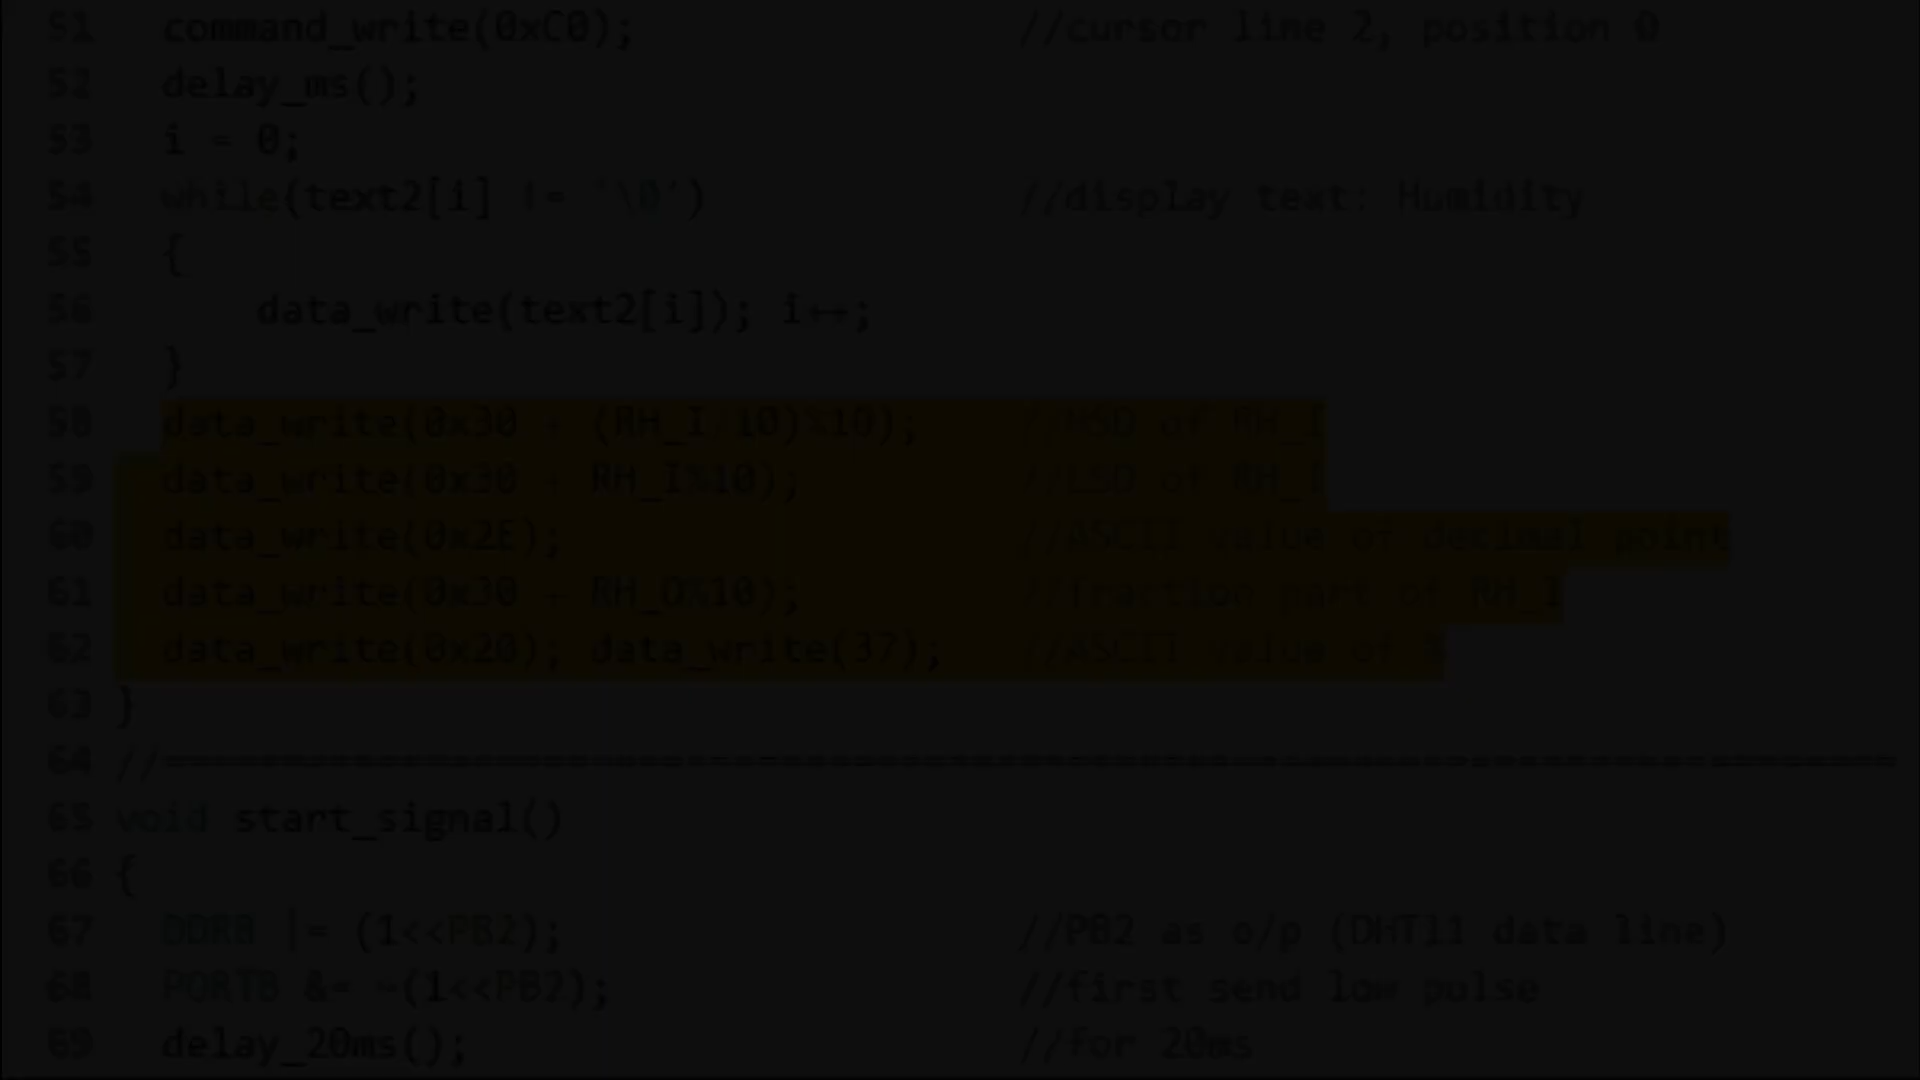 51 command_write(0xC0); //cursor line 2, position 0
52 delay_ms();
53 i = 0;
54 while(text2[i] != '\0') //display text: Humidity
55 {
56 data_write(text2[i]); i++;
57 }
58 data_write(0x30 + (RH_I/10)%10); //MSD of RH_I
59 data_write(0x30 + RH_I%10); //LSD of RH_I
60 data_write(0x2E); //ASCII value of decimal point
61 data_write(0x30 + RH_D%10); //fraction part of RH_I
62 data_write(0x20); data_write(37); //ASCII value of %
63 }
64 //==========================================================================
65 void start_signal()
66 {
67 DDRB |= (1<<PB2); //PB2 as o/p (DHT11 data line)
68 PORTB &= ~(1<<PB2); //first send low pulse
69 delay_20ms(); //for 20ms